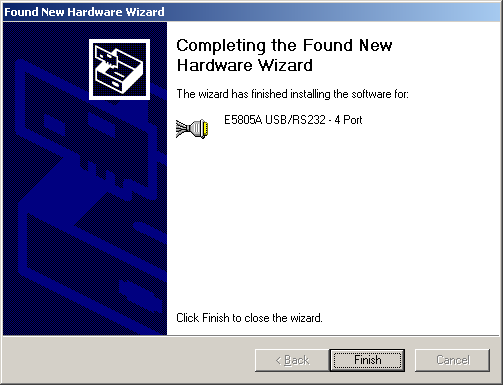 Found New Hardware Wizard
Completing the Found New
Hardware Wizard
The wizard has finished installing the software for:
E5805A USB/RS232 - 4 Port
Click Finish to close the wizard.
< Back
Finish
Cancel